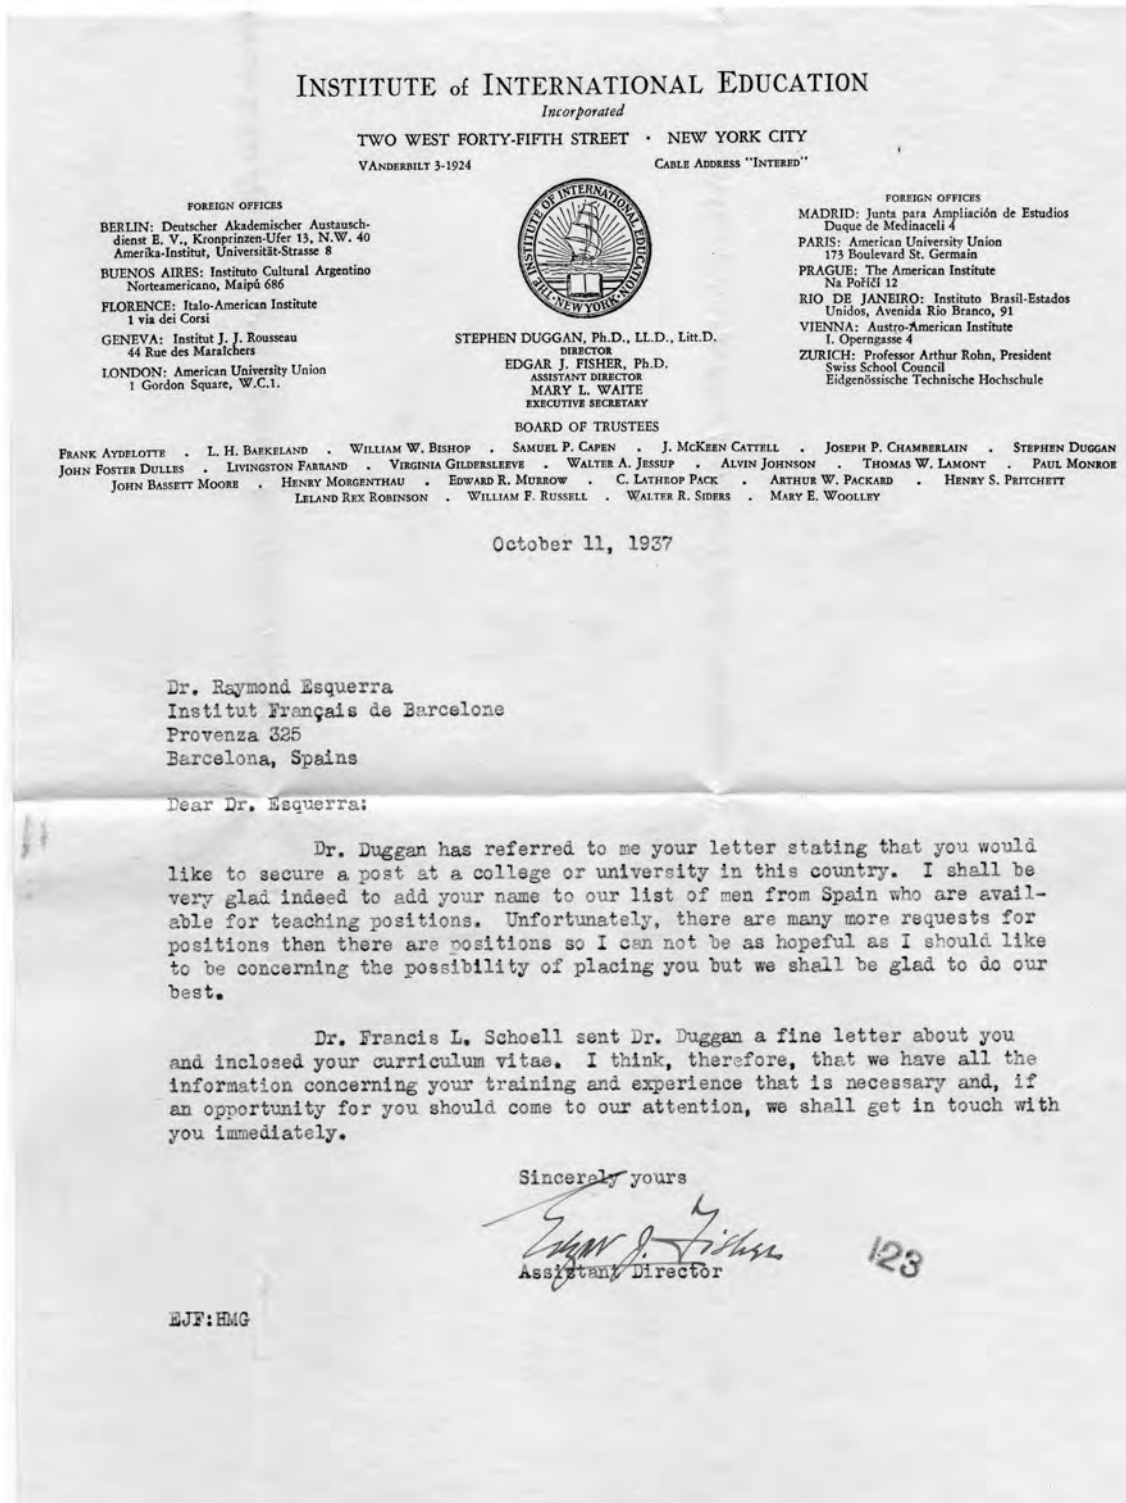 INSTITUTE of INTERNATIONAL EDUCATION
Incorporated
TWO WEST FORTY-FIFTH STREET · NEW YORK CITY
VANDERBILT 3-1924 CABLE ADDRESS "INTERED"
FOREIGN OFFICES
BERLIN: Deutscher Akademischer Austausch-
dienst E. V., Kronprinzen-Ufer 13, N.W. 40
Amerika-Institut, Universität-Strasse 8
BUENOS AIRES: Instituto Cultural Argentino
Norteamericano, Maipú 686
FLORENCE: Italo-American Institute
1 via dei Corsi
GENEVA: Institut J. J. Rousseau
44 Rue des Maraîchers
LONDON: American University Union
1 Gordon Square, W.C.1.
THE INSTITUTE OF INTERNATIONAL EDUCATION
· NEW YORK ·
STEPHEN DUGGAN, Ph.D., LL.D., Litt.D.
DIRECTOR
EDGAR J. FISHER, Ph.D.
ASSISTANT DIRECTOR
MARY L. WAITE
EXECUTIVE SECRETARY
FOREIGN OFFICES
MADRID: Junta para Ampliación de Estudios
Duque de Medinaceli 4
PARIS: American University Union
173 Boulevard St. Germain
PRAGUE: The American Institute
Na Poříčí 12
RIO DE JANEIRO: Instituto Brasil-Estados
Unidos, Avenida Rio Branco, 91
VIENNA: Austro-American Institute
I. Operngasse 4
ZURICH: Professor Arthur Rohn, President
Swiss School Council
Eidgenössische Technische Hochschule
BOARD OF TRUSTEES
FRANK AYDELOTTE . L. H. BAEKELAND . WILLIAM W. BISHOP . SAMUEL P. CAPEN . J. MCKEEN CATTELL . JOSEPH P. CHAMBERLAIN . STEPHEN DUGGAN
JOHN FOSTER DULLES . LIVINGSTON FARRAND . VIRGINIA GILDERSLEEVE . WALTER A. JESSUP . ALVIN JOHNSON . THOMAS W. LAMONT . PAUL MONROE
JOHN BASSETT MOORE . HENRY MORGENTHAU . EDWARD R. MURROW . C. LATHROP PACK . ARTHUR W. PACKARD . HENRY S. PRITCHETT
LELAND REX ROBINSON . WILLIAM F. RUSSELL . WALTER R. SIDERS . MARY E. WOOLLEY
October 11, 1937
Dr. Raymond Esquerra
Institut Français de Barcelone
Provenza 325
Barcelona, Spains
Dear Dr. Esquerra:
Dr. Duggan has referred to me your letter stating that you would
like to secure a post at a college or university in this country. I shall be
very glad indeed to add your name to our list of men from Spain who are avail-
able for teaching positions. Unfortunately, there are many more requests for
positions then there are positions so I can not be as hopeful as I should like
to be concerning the possibility of placing you but we shall be glad to do our
best.
Dr. Francis L. Schoell sent Dr. Duggan a fine letter about you
and inclosed your curriculum vitae. I think, therefore, that we have all the
information concerning your training and experience that is necessary and, if
an opportunity for you should come to our attention, we shall get in touch with
you immediately.
Sincerely yours
Edgar J. Fisher
Assistant Director
123
EJF:HMG